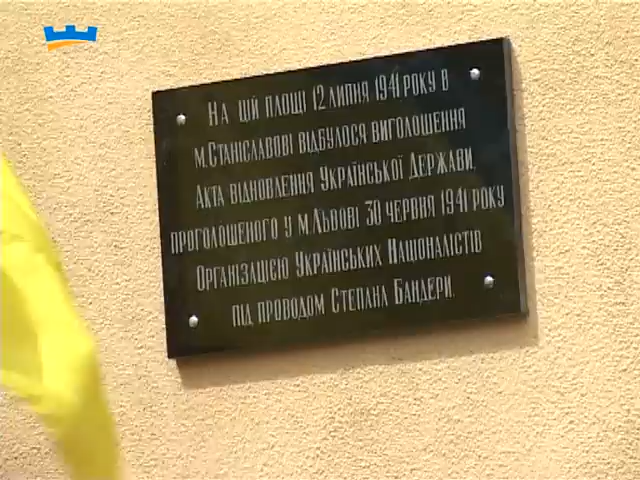 На цій площі 12 липня 1941 року в
м.Станіславові відбулося виголошення
Акта відновлення Української Держави,
проголошеного у м.Львові 30 червня 1941 року
Організацією Українських Націоналістів
під проводом Степана Бандери.